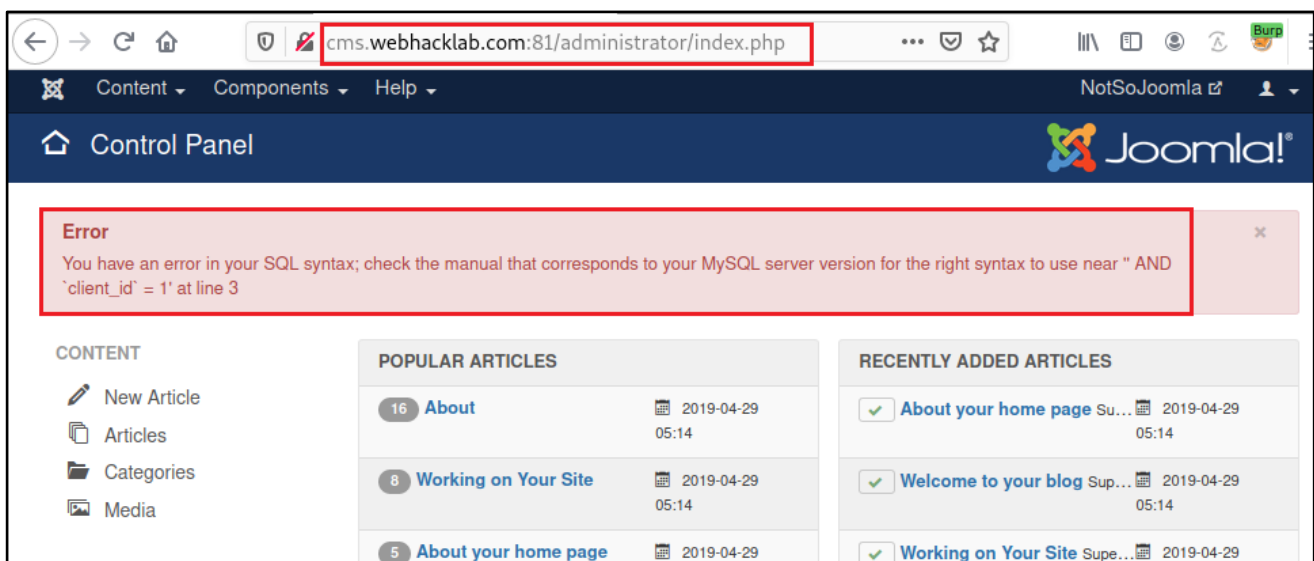 cms.webhacklab.com:81/administrator/index.php
Burp
Content Components Help NotSoJoomla
Control Panel
Joomla!®
Error
You have an error in your SQL syntax; check the manual that corresponds to your MySQL server version for the right syntax to use near '' AND
`client_id` = 1' at line 3
CONTENT
New Article
Articles
Categories
Media
POPULAR ARTICLES
16 About 2019-04-29
05:14
8 Working on Your Site 2019-04-29
05:14
5 About your home page 2019-04-29
RECENTLY ADDED ARTICLES
About your home page Su... 2019-04-29
05:14
Welcome to your blog Sup... 2019-04-29
05:14
Working on Your Site Supe... 2019-04-29